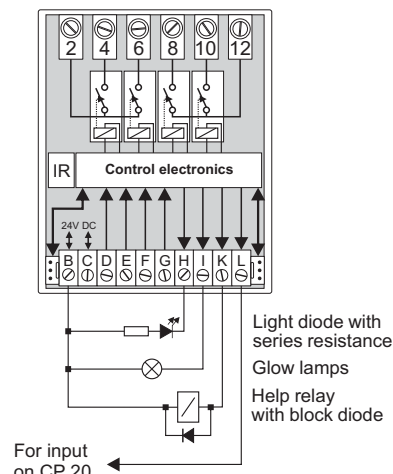 2 4 6 8 10 12
IR Control electronics
24V DC
B C D E F G H I K L
Light diode with
series resistance
Glow lamps
Help relay
with block diode
For input
on CP 20